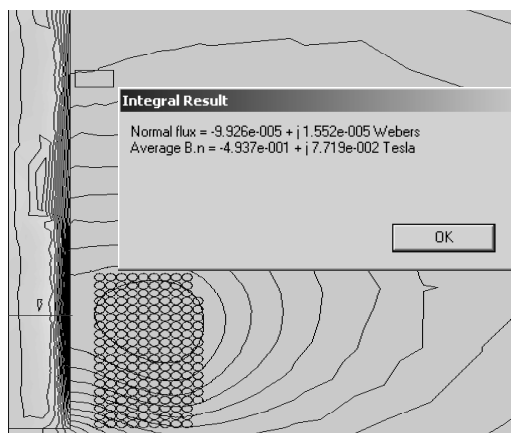 Integral Result
Normal flux = -9.926e-005 + j 1.552e-005 Webers
Average B.n = -4.937e-001 + j 7.719e-002 Tesla
OK